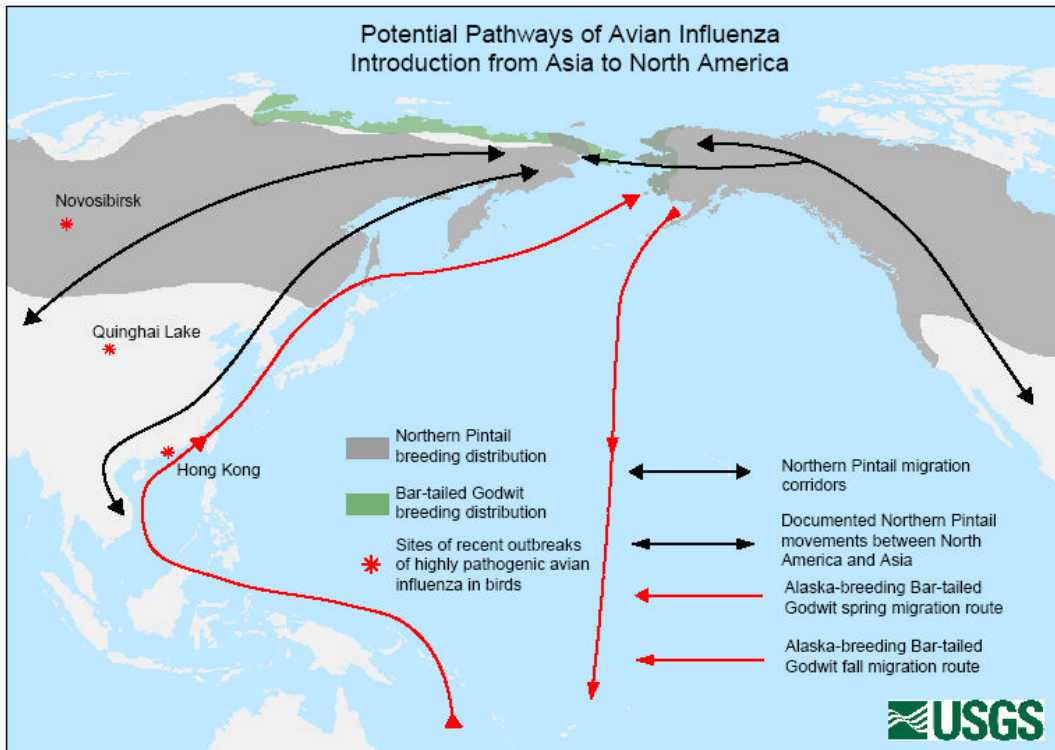 Potential Pathways of Avian Influenza
Introduction from Asia to North America
Novosibirsk
Quinghai Lake
Hong Kong
Northern Pintail
breeding distribution
Bar-tailed Godwit
breeding distribution
Sites of recent outbreaks
of highly pathogenic avian
influenza in birds
Northern Pintail migration
corridors
Documented Northern Pintail
movements between North
America and Asia
Alaska-breeding Bar-tailed
Godwit spring migration route
Alaska-breeding Bar-tailed
Godwit fall migration route
USGS